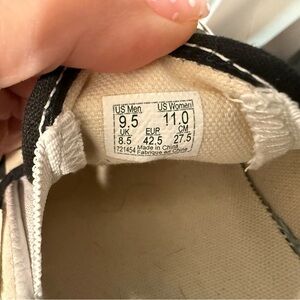 US Men US Women
9.5 11.0
UK EUR CM
8.5 42.5 27.5
721454 Made in China
Fabriqué en Chine